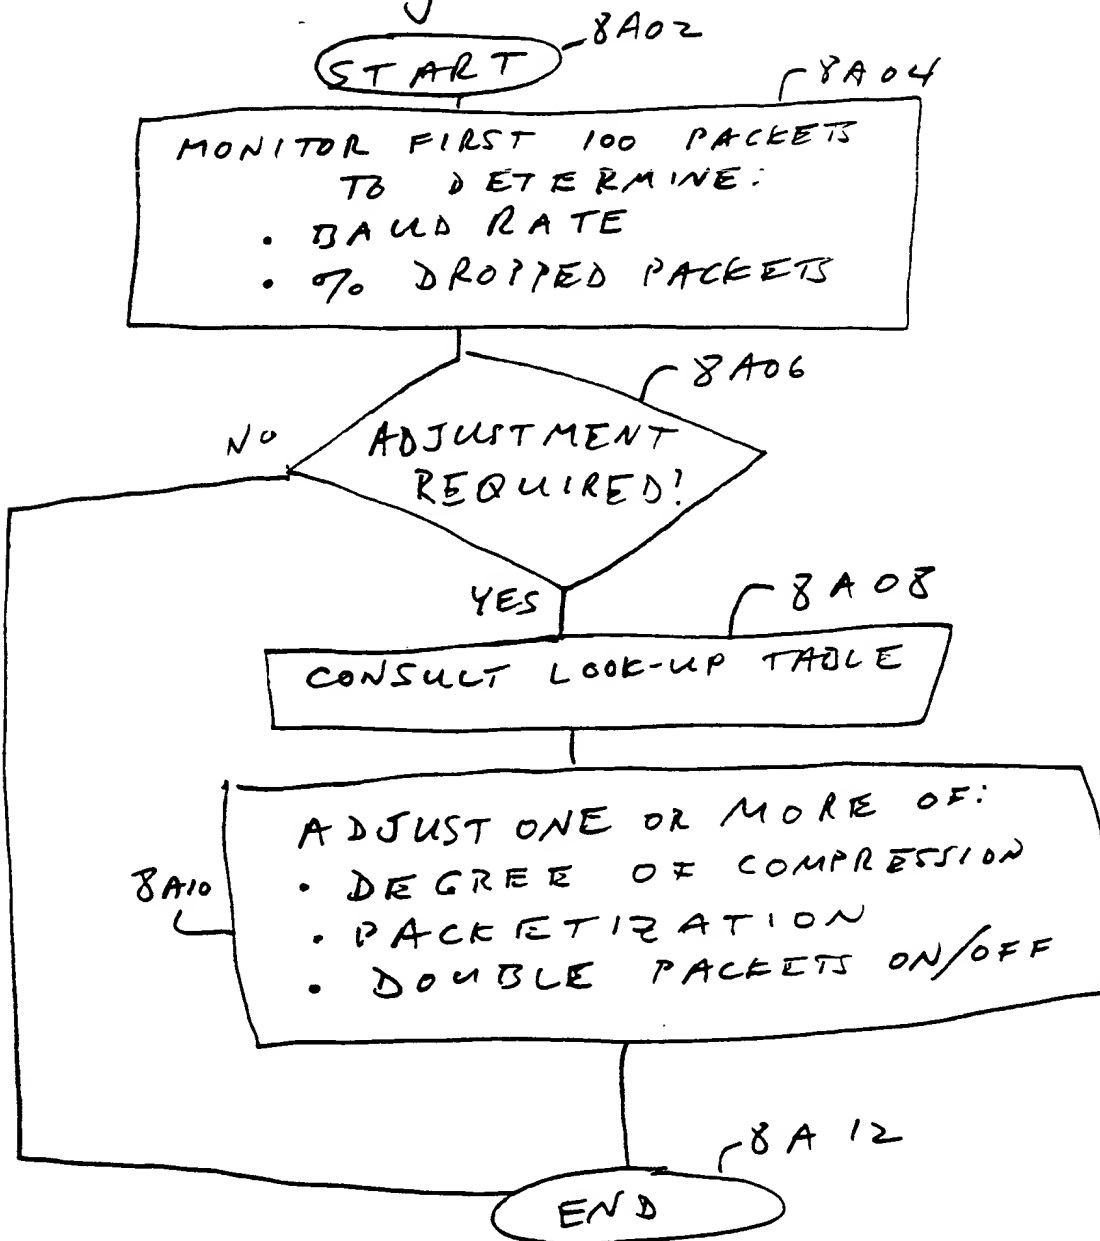 8A02
START
8A04
MONITOR FIRST 100 PACKETS
TO DETERMINE:
• BAUD RATE
• % DROPPED PACKETS
8A06
NO
ADJUSTMENT
REQUIRED?
YES
8A08
CONSULT LOOK-UP TABLE
ADJUST ONE OR MORE OF:
• DEGREE OF COMPRESSION
8A10
• PACKETIZATION
• DOUBLE PACKETS ON/OFF
8A12
END